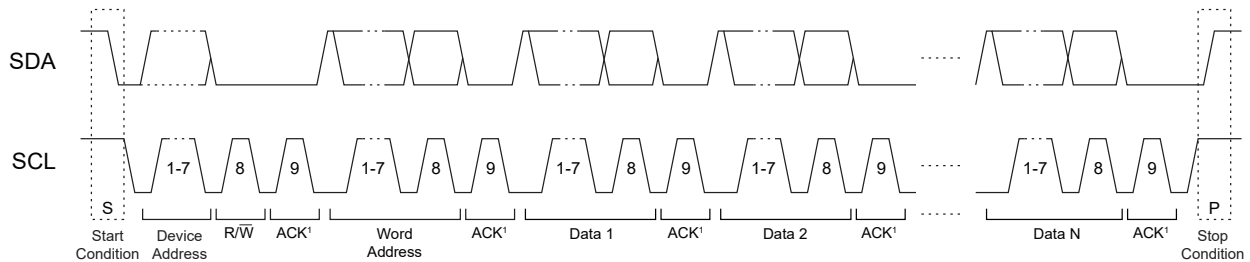 SDA
SCL
1-7 8 9 1-7 8 9 1-7 8 9 1-7 8 9 1-7 8 9
S P
Start Condition
Device Address
R/W̅
ACK¹
Word Address
ACK¹
Data 1
ACK¹
Data 2
ACK¹
Data N
ACK¹
Stop Condition